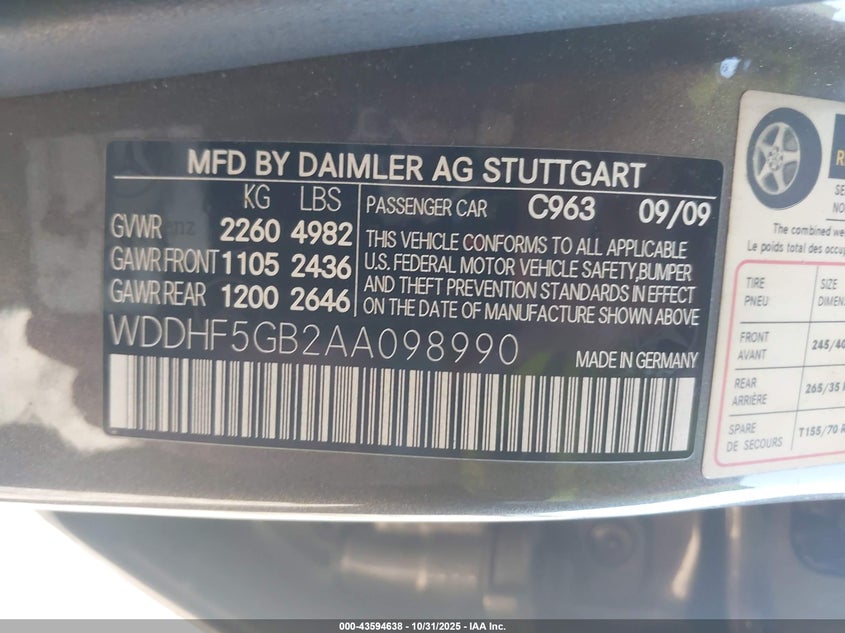 MFD BY DAIMLER AG STUTTGART
KG LBS
GVWR 2260 4982
GAWR FRONT 1105 2436
GAWR REAR 1200 2646
PASSENGER CAR C963 09/09
THIS VEHICLE CONFORMS TO ALL APPLICABLE
U.S. FEDERAL MOTOR VEHICLE SAFETY,BUMPER
AND THEFT PREVENTION STANDARDS IN EFFECT
ON THE DATE OF MANUFACTURE SHOWN ABOVE
WDDHF5GB2AA098990
MADE IN GERMANY
The combined we
Le poids total des occu
TIRE
PNEU
SIZE
DIMEN
FRONT
AVANT
245/40
REAR
ARRIÈRE
265/35
SPARE
DE SECOURS
T155/70 R
000-43594638 - 10/31/2025 - IAA Inc.